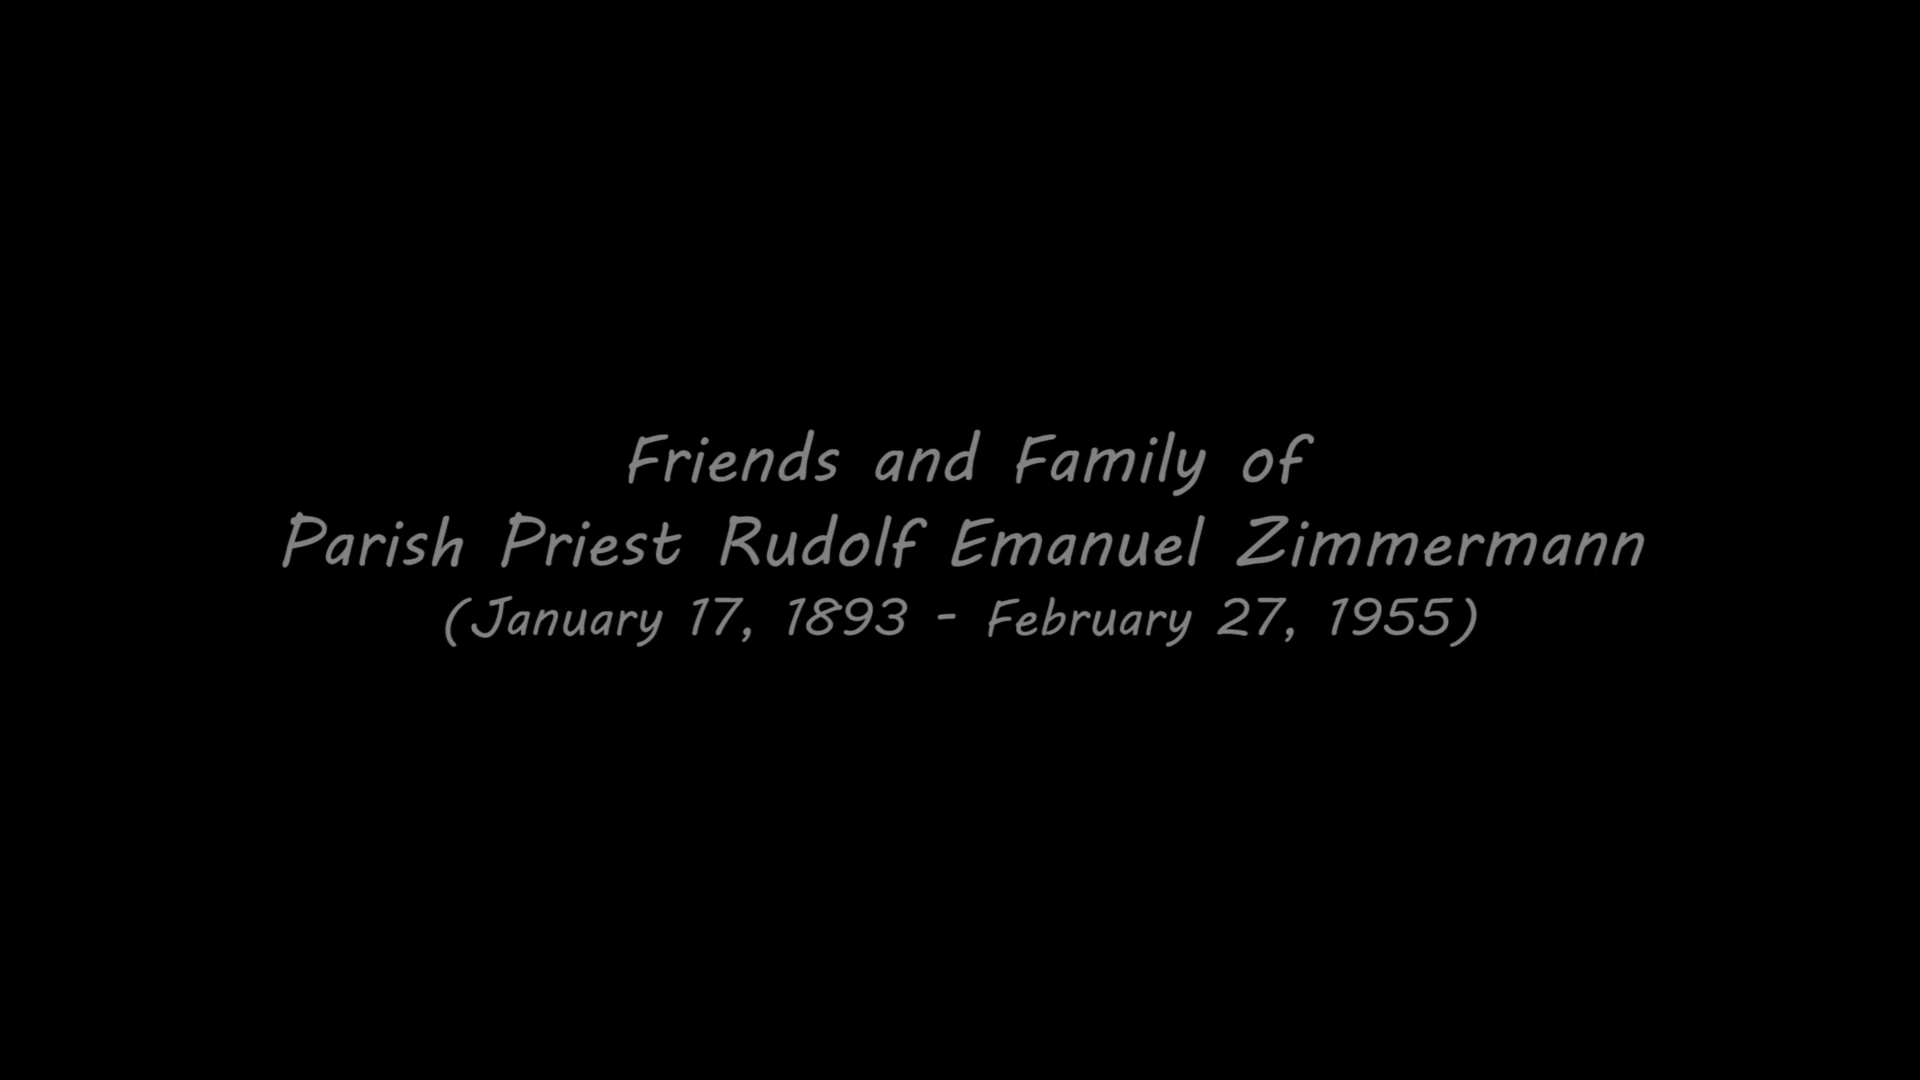 Friends and Family of
Parish Priest Rudolf Emanuel Zimmermann
(January 17, 1893 - February 27, 1955)